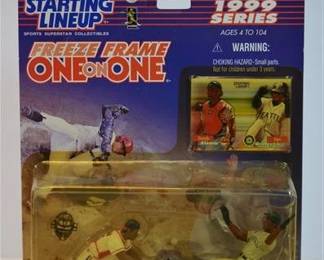 STARTING
LINEUP
SPORTS SUPERSTAR COLLECTIBLES
1999
SERIES
AGES 4 TO 104
FREEZE FRAME
ONE ON ONE
WARNING:
CHOKING HAZARD-Small parts.
Not for children under 3 years.
SEATTLE